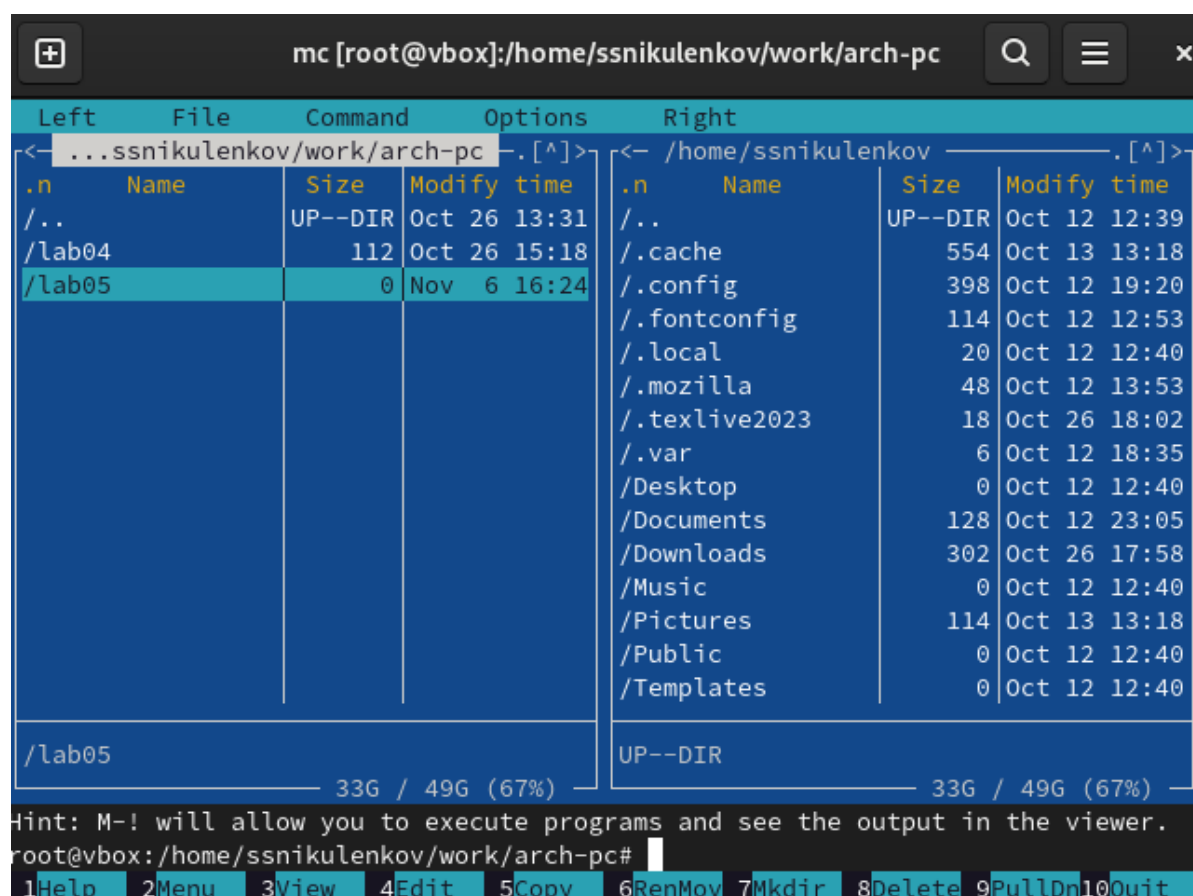 mc [root@vbox]:/home/ssnikulenkov/work/arch-pc
Left File Command Options Right
<─ ...ssnikulenkov/work/arch-pc ─.[^]>
.n Name Size Modify time
/.. UP--DIR Oct 26 13:31
/lab04 112 Oct 26 15:18
/lab05 0 Nov 6 16:24
/lab05
33G / 49G (67%)
<─ /home/ssnikulenkov ─.[^]>
.n Name Size Modify time
/.. UP--DIR Oct 12 12:39
/.cache 554 Oct 13 13:18
/.config 398 Oct 12 19:20
/.fontconfig 114 Oct 12 12:53
/.local 20 Oct 12 12:40
/.mozilla 48 Oct 12 13:53
/.texlive2023 18 Oct 26 18:02
/.var 6 Oct 12 18:35
/Desktop 0 Oct 12 12:40
/Documents 128 Oct 12 23:05
/Downloads 302 Oct 26 17:58
/Music 0 Oct 12 12:40
/Pictures 114 Oct 13 13:18
/Public 0 Oct 12 12:40
/Templates 0 Oct 12 12:40
UP--DIR
33G / 49G (67%)
Hint: M-! will allow you to execute programs and see the output in the viewer.
root@vbox:/home/ssnikulenkov/work/arch-pc#
1Help 2Menu 3View 4Edit 5Copy 6RenMov 7Mkdir 8Delete 9PullDn 10Quit